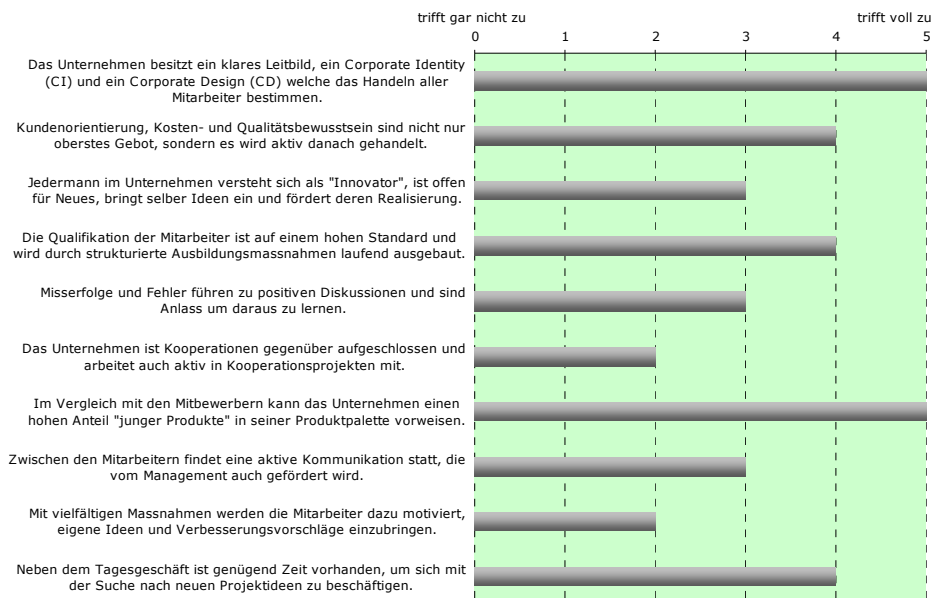 trifft gar nicht zu
trifft voll zu
0 1 2 3 4 5
Das Unternehmen besitzt ein klares Leitbild, ein Corporate Identity
(CI) und ein Corporate Design (CD) welche das Handeln aller
Mitarbeiter bestimmen.
Kundenorientierung, Kosten- und Qualitätsbewusstsein sind nicht nur
oberstes Gebot, sondern es wird aktiv danach gehandelt.
Jedermann im Unternehmen versteht sich als "Innovator", ist offen
für Neues, bringt selber Ideen ein und fördert deren Realisierung.
Die Qualifikation der Mitarbeiter ist auf einem hohen Standard und
wird durch strukturierte Ausbildungsmassnahmen laufend ausgebaut.
Misserfolge und Fehler führen zu positiven Diskussionen und sind
Anlass um daraus zu lernen.
Das Unternehmen ist Kooperationen gegenüber aufgeschlossen und
arbeitet auch aktiv in Kooperationsprojekten mit.
Im Vergleich mit den Mitbewerbern kann das Unternehmen einen
hohen Anteil "junger Produkte" in seiner Produktpalette vorweisen.
Zwischen den Mitarbeitern findet eine aktive Kommunikation statt, die
vom Management auch gefördert wird.
Mit vielfältigen Massnahmen werden die Mitarbeiter dazu motiviert,
eigene Ideen und Verbesserungsvorschläge einzubringen.
Neben dem Tagesgeschäft ist genügend Zeit vorhanden, um sich mit
der Suche nach neuen Projektideen zu beschäftigen.